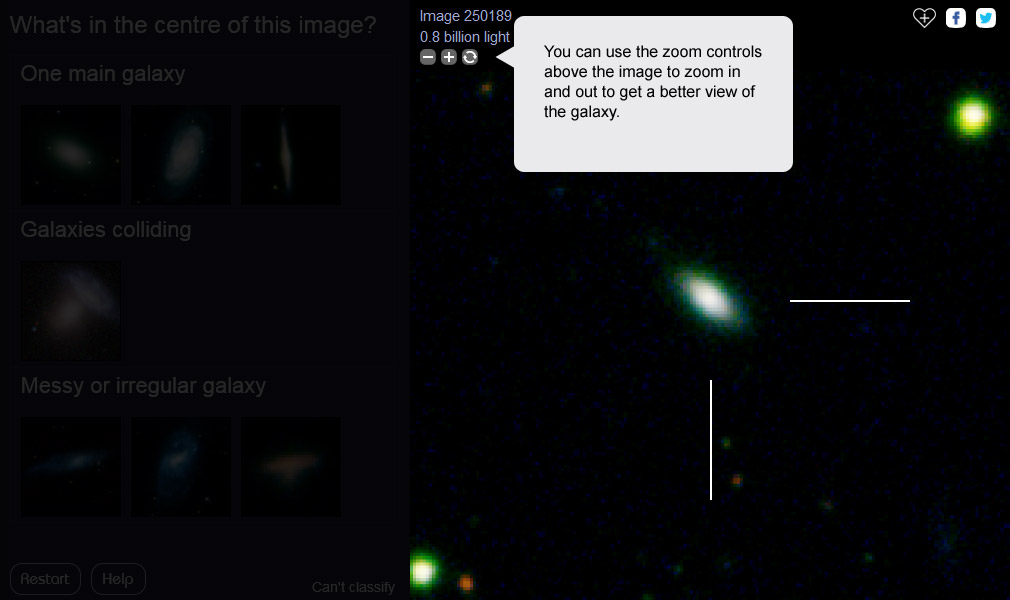 What's in the centre of this image?
One main galaxy
Galaxies colliding
Messy or irregular galaxy
Restart
Help
Can't classify
Image 250189
0.8 billion light
You can use the zoom controls
above the image to zoom in
and out to get a better view of
the galaxy.